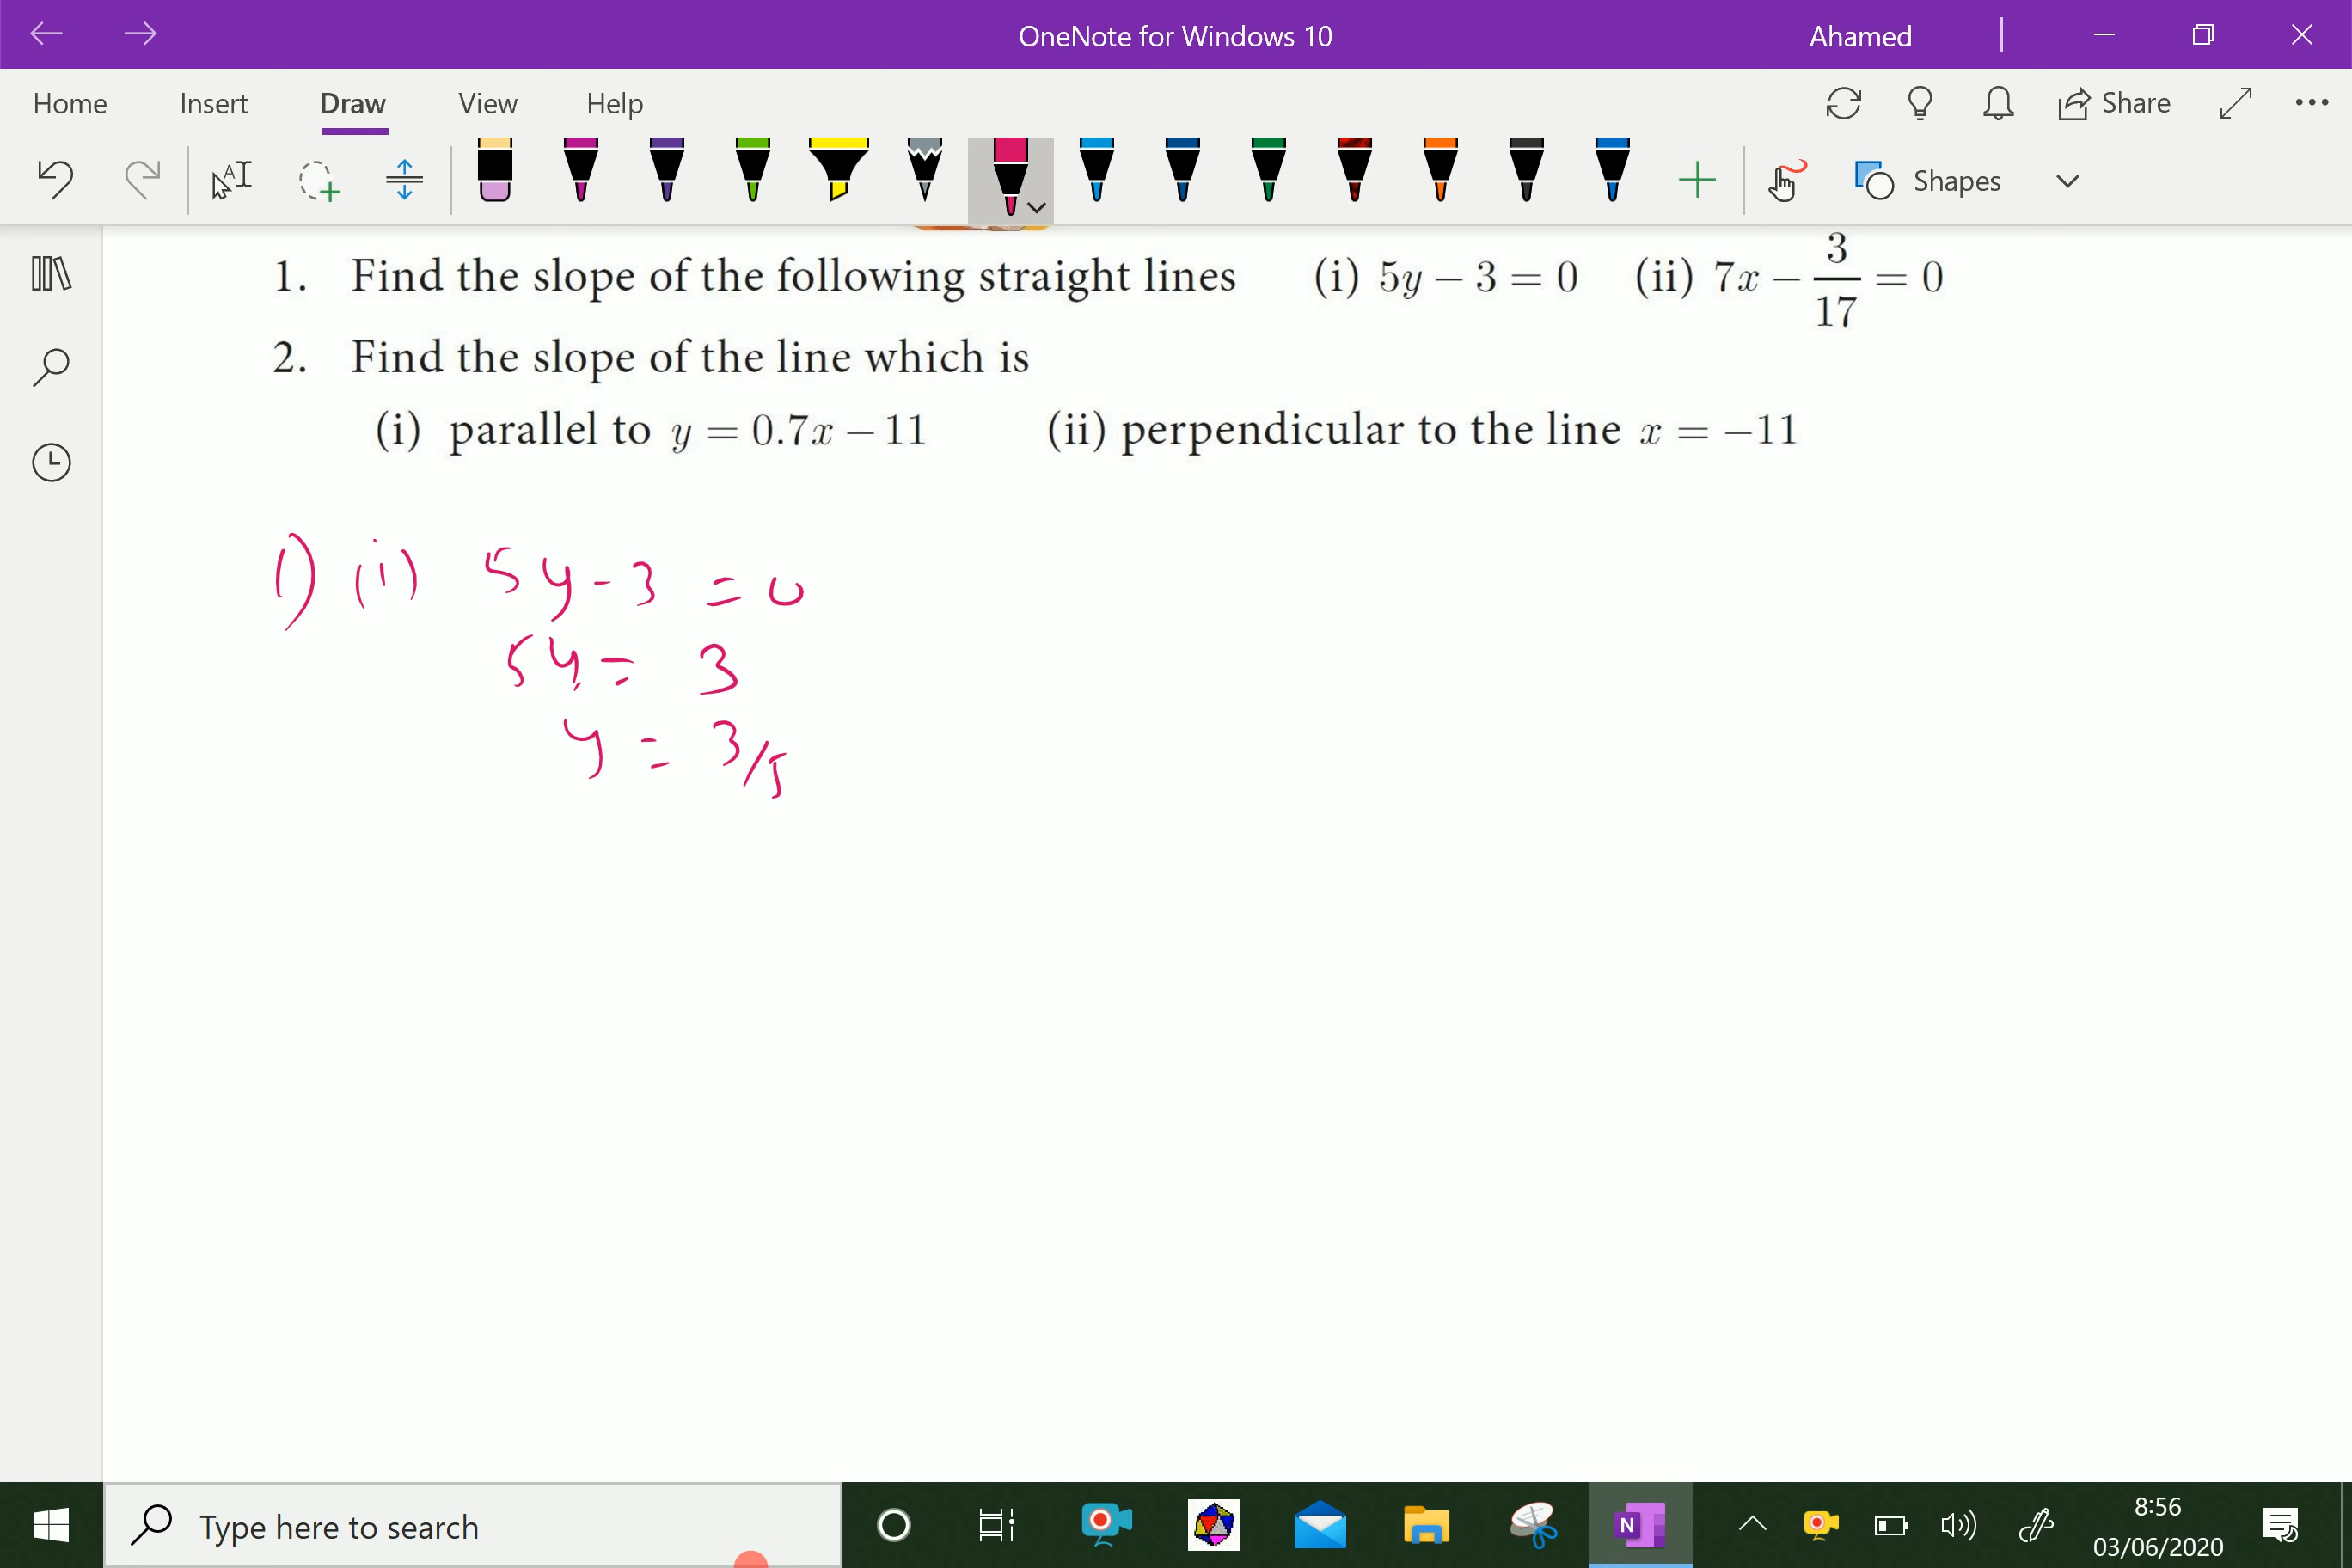 OneNote for Windows 10
Ahamed
Home Insert Draw View Help
Share
Shapes
1. Find the slope of the following straight lines (i) 5y − 3 = 0 (ii) 7x − 3/17 = 0
2. Find the slope of the line which is
(i) parallel to y = 0.7x − 11 (ii) perpendicular to the line x = −11
1) (i) 5y - 3 = 0
5y = 3
y = 3/5
Type here to search
8:56
03/06/2020